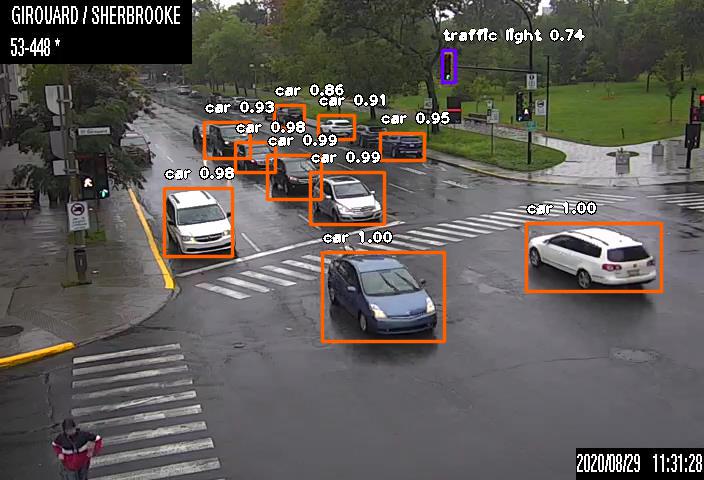 GIROUARD / SHERBROOKE
53-448 *
traffic light 0.74
car 0.86
car 0.93
car 0.91
car 0.98
car 0.95
car 0.99
car 0.99
car 0.98
car 1.00
car 1.00
Girouard
2020/08/29 11:31:28